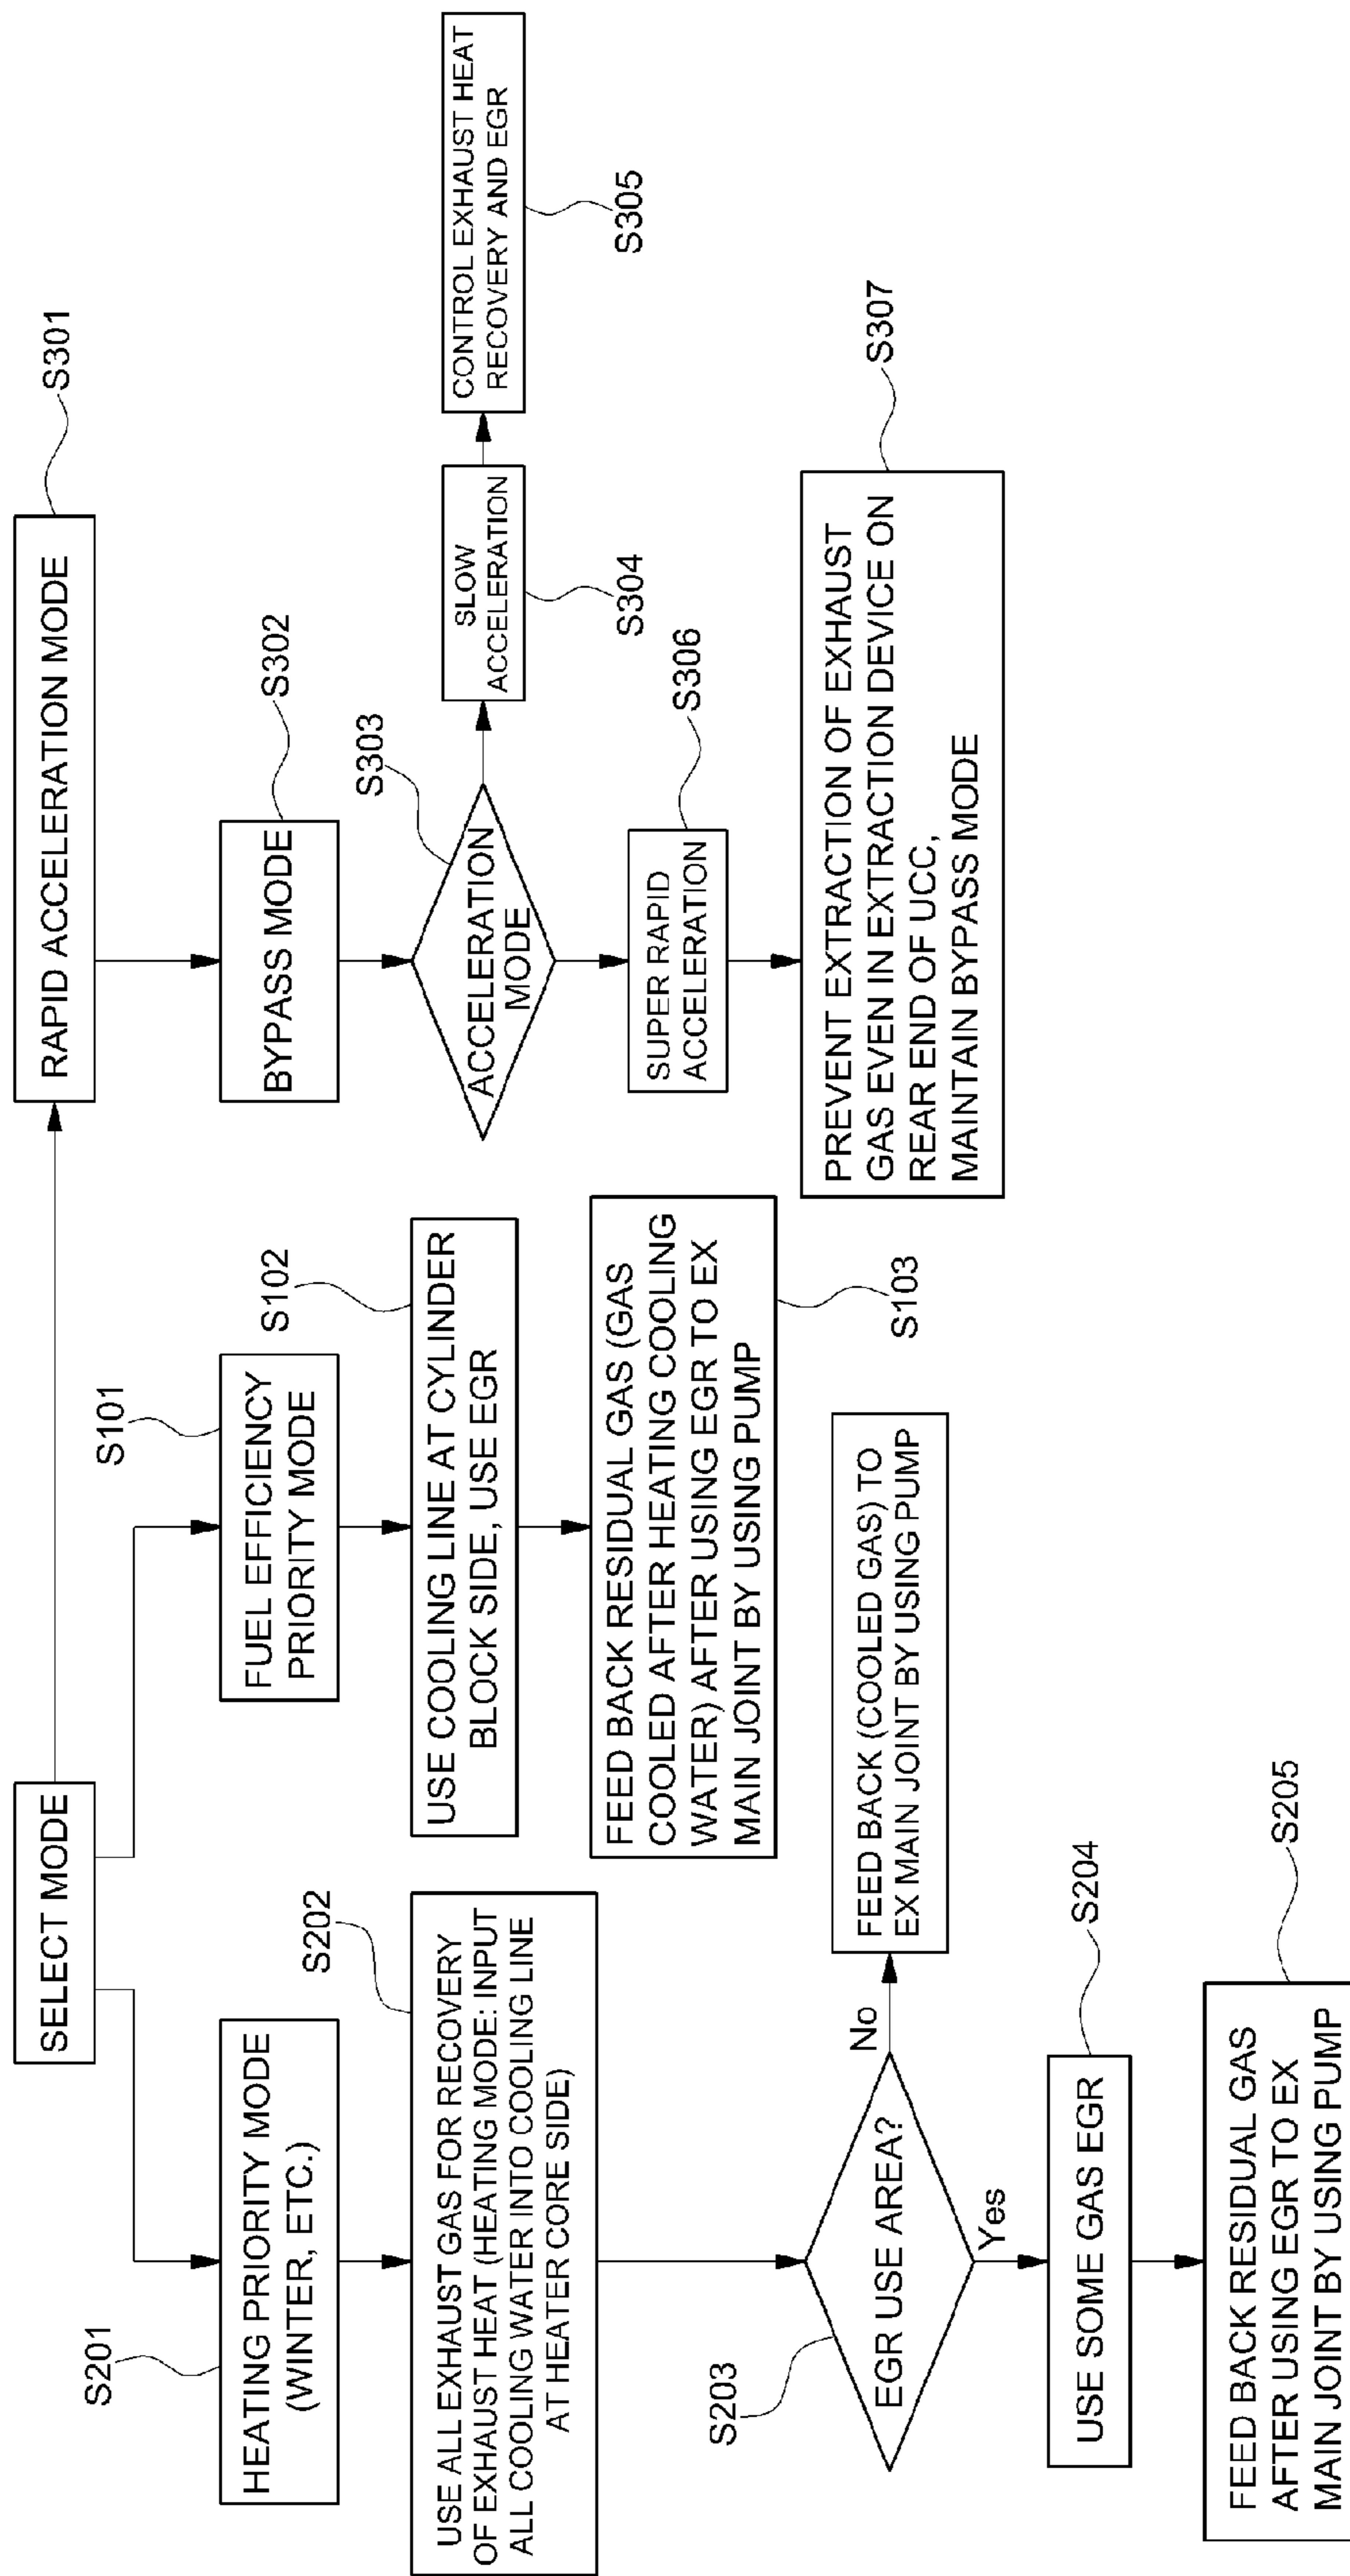 SELECT MODE
S201
HEATING PRIORITY MODE
(WINTER, ETC.)
S202
USE ALL EXHAUST GAS FOR RECOVERY
OF EXHAUST HEAT (HEATING MODE: INPUT
ALL COOLING WATER INTO COOLING LINE
AT HEATER CORE SIDE)
S203
EGR USE AREA?
No
FEED BACK (COOLED GAS) TO
EX MAIN JOINT BY USING PUMP
Yes
S204
USE SOME GAS EGR
S205
FEED BACK RESIDUAL GAS
AFTER USING EGR TO EX
MAIN JOINT BY USING PUMP
S101
FUEL EFFICIENCY
PRIORITY MODE
S102
USE COOLING LINE AT CYLINDER
BLOCK SIDE, USE EGR
FEED BACK RESIDUAL GAS (GAS
COOLED AFTER HEATING COOLING
WATER) AFTER USING EGR TO EX
MAIN JOINT BY USING PUMP
S103
RAPID ACCELERATION MODE
S301
BYPASS MODE
S302
S303
ACCELERATION
MODE
SLOW
ACCELERATION
S304
CONTROL EXHAUST HEAT
RECOVERY AND EGR
S305
SUPER RAPID
ACCELERATION
S306
PREVENT EXTRACTION OF EXHAUST
GAS EVEN IN EXTRACTION DEVICE ON
REAR END OF UCC,
MAINTAIN BYPASS MODE
S307